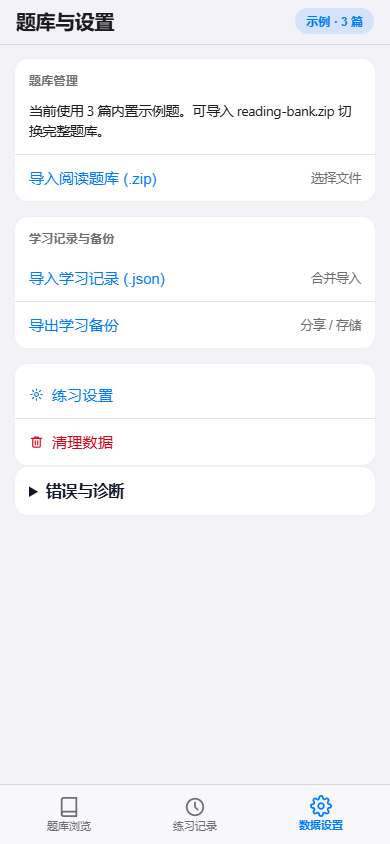 题库与设置
示例 · 3 篇
题库管理
当前使用 3 篇内置示例题。可导入 reading-bank.zip 切
换完整题库。
导入阅读题库 (.zip)
选择文件
学习记录与备份
导入学习记录 (.json)
合并导入
导出学习备份
分享 / 存储
练习设置
清理数据
错误与诊断
题库浏览
练习记录
数据设置